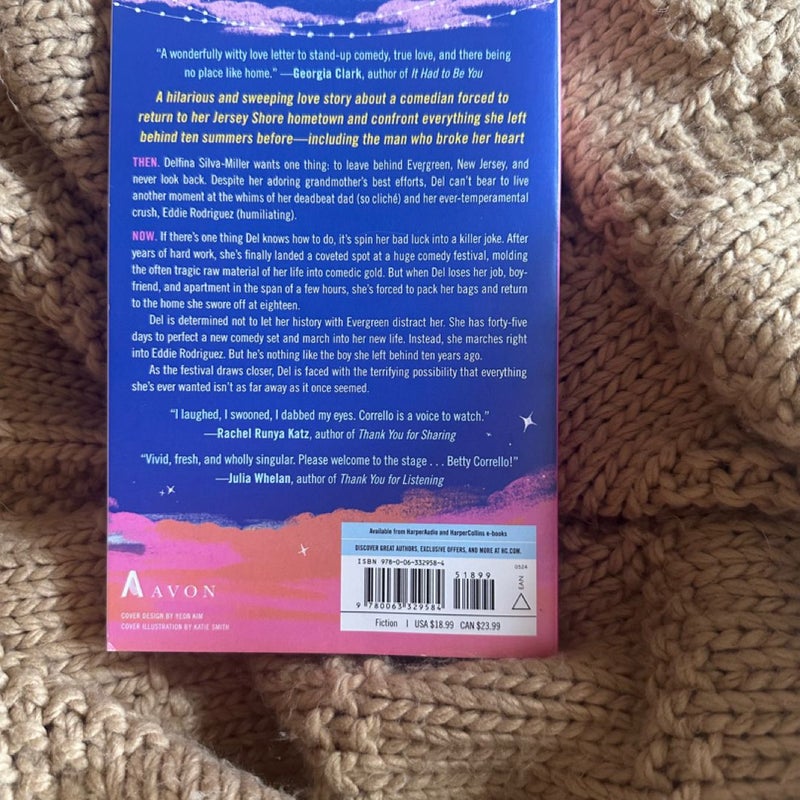 "A wonderfully witty love letter to stand-up comedy, true love, and there being
no place like home." —Georgia Clark, author of It Had to Be You
A hilarious and sweeping love story about a comedian forced to
return to her Jersey Shore hometown and confront everything she left
behind ten summers before—including the man who broke her heart
THEN. Delfina Silva-Miller wants one thing: to leave behind Evergreen, New Jersey, and
never look back. Despite her adoring grandmother's best efforts, Del can't bear to live
another moment at the whims of her deadbeat dad (so cliché) and her ever-temperamental
crush, Eddie Rodriguez (humiliating).
NOW. If there's one thing Del knows how to do, it's spin her bad luck into a killer joke. After
years of hard work, she's finally landed a coveted spot at a huge comedy festival, molding
the often tragic raw material of her life into comedic gold. But when Del loses her job, boy-
friend, and apartment in the span of a few hours, she's forced to pack her bags and return
to the home she swore off at eighteen.
Del is determined not to let her history with Evergreen distract her. She has forty-five
days to perfect a new comedy set and march into her new life. Instead, she marches right
into Eddie Rodriguez. But he's nothing like the boy she left behind ten years ago.
As the festival draws closer, Del is faced with the terrifying possibility that everything
she's ever wanted isn't as far away as it once seemed.
"I laughed, I swooned, I dabbed my eyes. Corrello is a voice to watch."
—Rachel Runya Katz, author of Thank You for Sharing
"Vivid, fresh, and wholly singular. Please welcome to the stage . . . Betty Corrello!"
—Julia Whelan, author of Thank You for Listening
Available from HarperAudio and HarperCollins e-books
DISCOVER GREAT AUTHORS, EXCLUSIVE OFFERS, AND MORE AT HC.COM.
ISBN 978-0-06-332958-4
51899
0524
EAN
9 780063 329584
Fiction | USA $18.99 CAN $23.99
A AVON
COVER DESIGN BY YEON KIM
COVER ILLUSTRATION BY KATIE SMITH